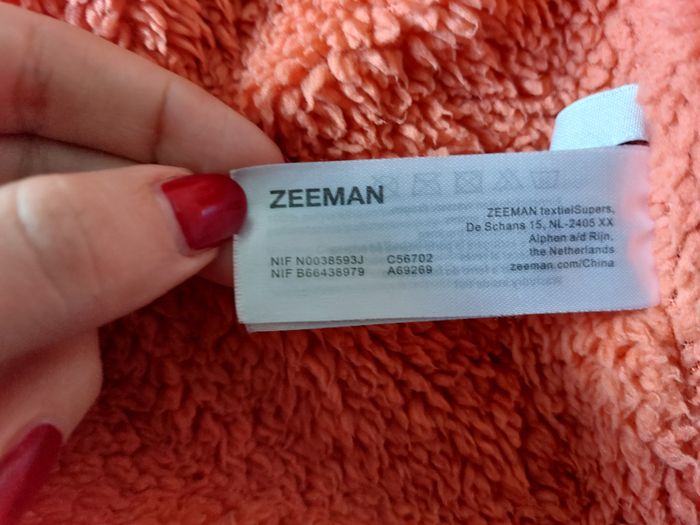 ZEEMAN
ZEEMAN textielSupers,
De Schans 15, NL-2405 XX
Alphen a/d Rijn,
the Netherlands
zeeman.com/China
NIF N0038593J C56702
NIF B66438979 A69269